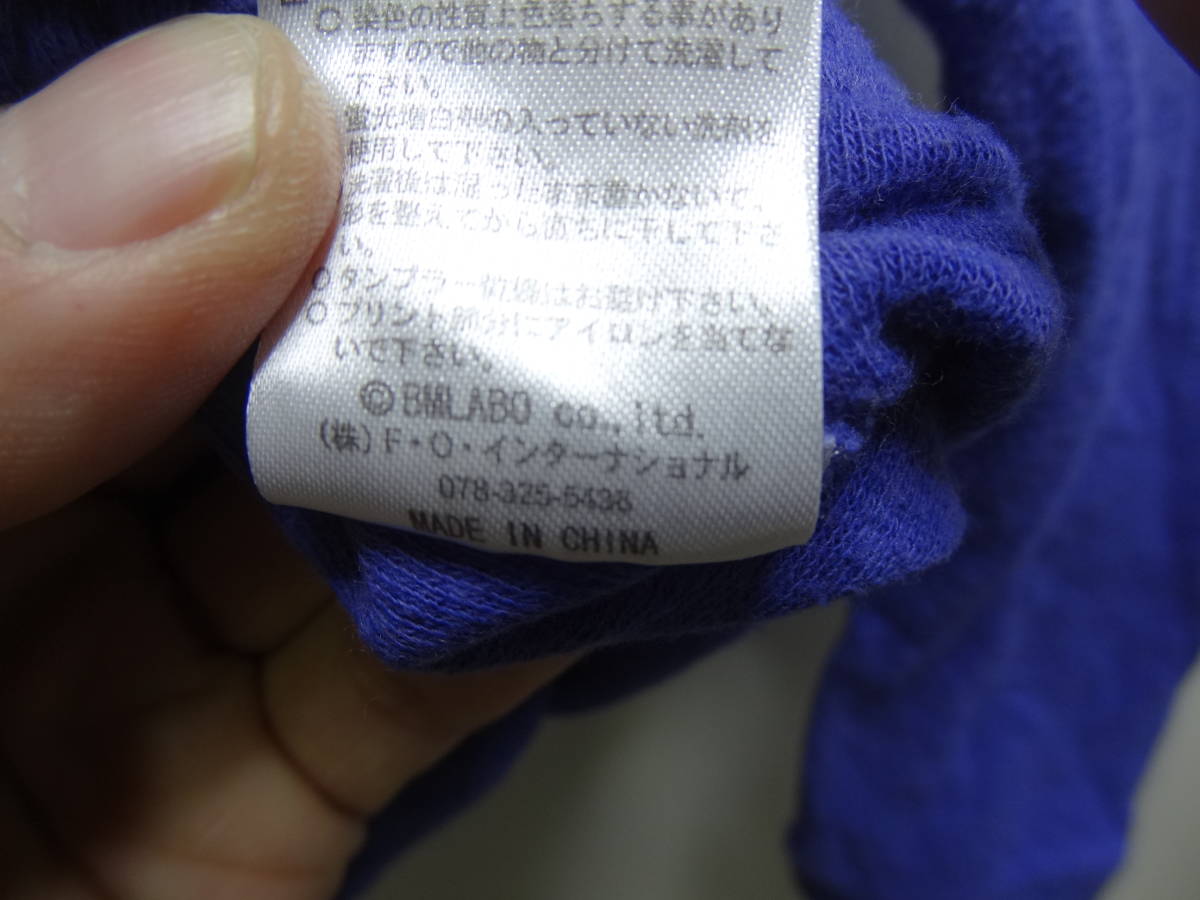 ○ 染色の性質上色落ちする事があり
ますので他の物と分けて洗濯して
下さい。
蛍光増白剤の入っていない洗剤を
使用して下さい。
洗濯後は湿ったまま置かないで、
形を整えてから直ちに干して下さ
い。
○ タンブラー乾燥はお避け下さい。
○ プリント部分にアイロンを当てな
いで下さい。
©BMLABO co.,ltd.
(株)F・O・インターナショナル
078-325-5436
MADE IN CHINA